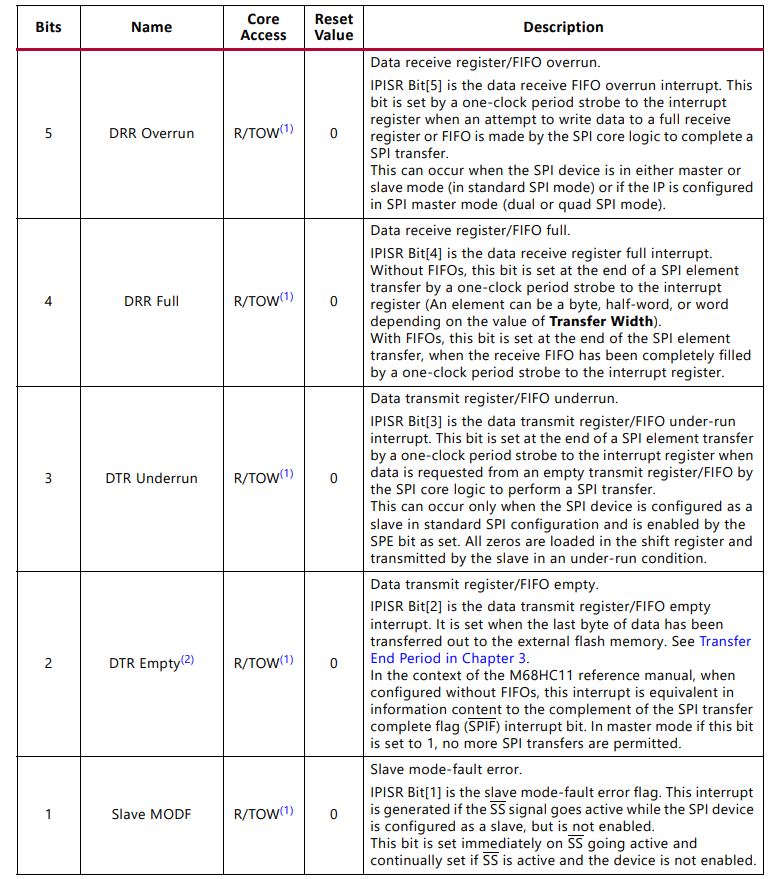 Bits Name Core Access Reset Value Description
Data receive register/FIFO overrun.
IPISR Bit[5] is the data receive FIFO overrun interrupt. This
bit is set by a one-clock period strobe to the interrupt
register when an attempt to write data to a full receive
5 DRR Overrun R/TOW(1) 0 register or FIFO is made by the SPI core logic to complete a
SPI transfer.
This can occur when the SPI device is in either master or
slave mode (in standard SPI mode) or if the IP is configured
in SPI master mode (dual or quad SPI mode).
Data receive register/FIFO full.
IPISR Bit[4] is the data receive register full interrupt.
Without FIFOs, this bit is set at the end of a SPI element
transfer by a one-clock period strobe to the interrupt
4 DRR Full R/TOW(1) 0 register (An element can be a byte, half-word, or word
depending on the value of Transfer Width).
With FIFOs, this bit is set at the end of the SPI element
transfer, when the receive FIFO has been completely filled
by a one-clock period strobe to the interrupt register.
Data transmit register/FIFO underrun.
IPISR Bit[3] is the data transmit register/FIFO under-run
interrupt. This bit is set at the end of a SPI element transfer
by a one-clock period strobe to the interrupt register when
3 DTR Underrun R/TOW(1) 0 data is requested from an empty transmit register/FIFO by
the SPI core logic to perform a SPI transfer.
This can occur only when the SPI device is configured as a
slave in standard SPI configuration and is enabled by the
SPE bit as set. All zeros are loaded in the shift register and
transmitted by the slave in an under-run condition.
Data transmit register/FIFO empty.
IPISR Bit[2] is the data transmit register/FIFO empty
interrupt. It is set when the last byte of data has been
transferred out to the external flash memory. See Transfer
2 DTR Empty(2) R/TOW(1) 0 End Period in Chapter 3.
In the context of the M68HC11 reference manual, when
configured without FIFOs, this interrupt is equivalent in
information content to the complement of the SPI transfer
complete flag (S̅P̅I̅F̅) interrupt bit. In master mode if this bit
is set to 1, no more SPI transfers are permitted.
Slave mode-fault error.
IPISR Bit[1] is the slave mode-fault error flag. This interrupt
1 Slave MODF R/TOW(1) 0 is generated if the S̅S̅ signal goes active while the SPI device
is configured as a slave, but is not enabled.
This bit is set immediately on S̅S̅ going active and
continually set if S̅S̅ is active and the device is not enabled.